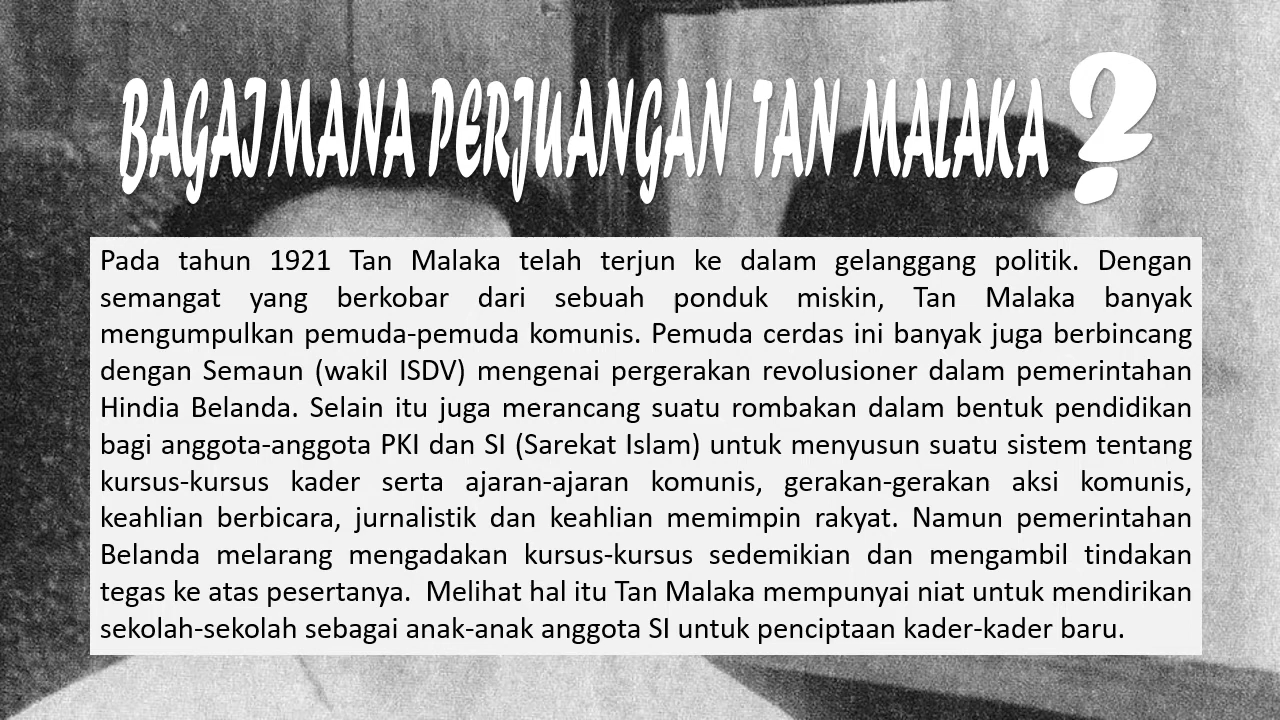 BAGAIMANA PERJUANGAN TAN MALAKA ?
Pada tahun 1921 Tan Malaka telah terjun ke dalam gelanggang politik. Dengan
semangat yang berkobar dari sebuah ponduk miskin, Tan Malaka banyak
mengumpulkan pemuda-pemuda komunis. Pemuda cerdas ini banyak juga berbincang
dengan Semaun (wakil ISDV) mengenai pergerakan revolusioner dalam pemerintahan
Hindia Belanda. Selain itu juga merancang suatu rombakan dalam bentuk pendidikan
bagi anggota-anggota PKI dan SI (Sarekat Islam) untuk menyusun suatu sistem tentang
kursus-kursus kader serta ajaran-ajaran komunis, gerakan-gerakan aksi komunis,
keahlian berbicara, jurnalistik dan keahlian memimpin rakyat. Namun pemerintahan
Belanda melarang mengadakan kursus-kursus sedemikian dan mengambil tindakan
tegas ke atas pesertanya.  Melihat hal itu Tan Malaka mempunyai niat untuk mendirikan
sekolah-sekolah sebagai anak-anak anggota SI untuk penciptaan kader-kader baru.